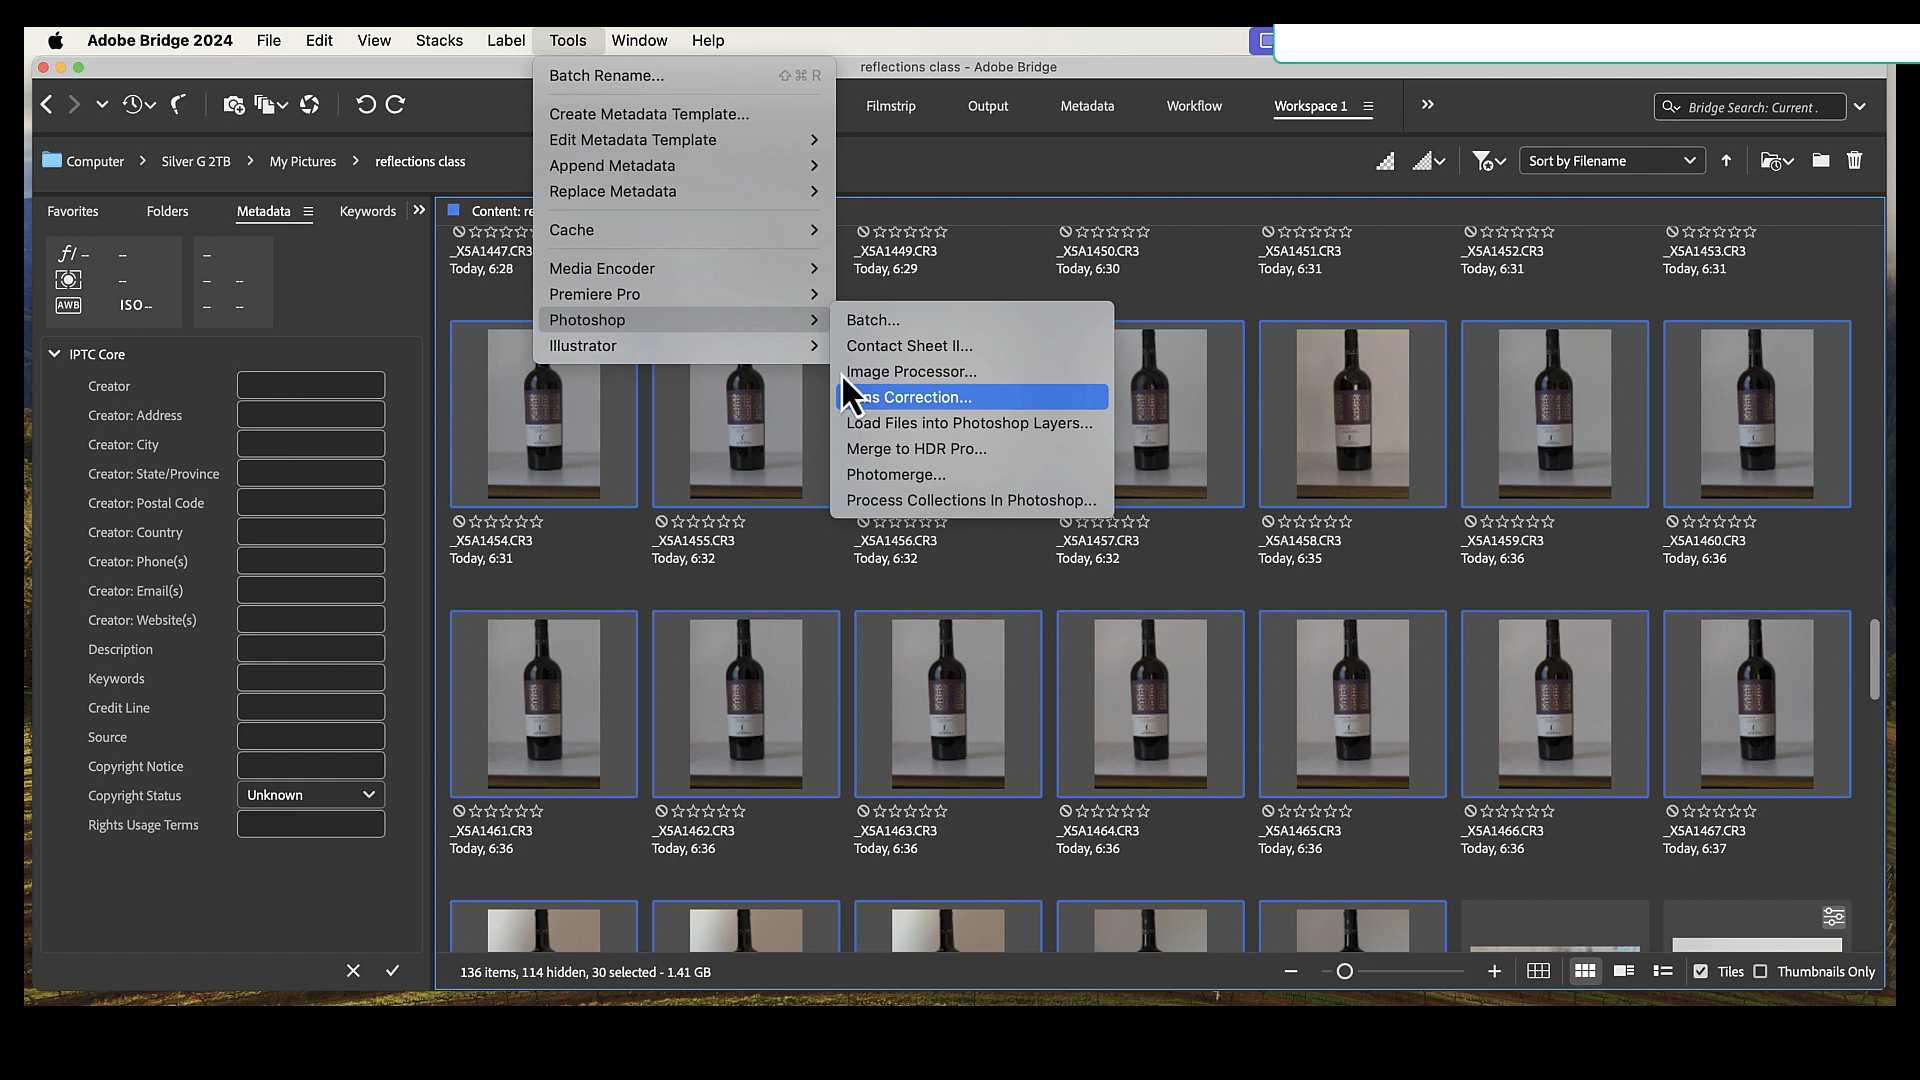 Adobe Bridge 2024 File Edit View Stacks Label Tools Window Help
reflections class - Adobe Bridge
Batch Rename... ⇧⌘R
Create Metadata Template...
Edit Metadata Template
Append Metadata
Replace Metadata
Cache
Media Encoder
Premiere Pro
Photoshop
Illustrator
Filmstrip Output Metadata Workflow Workspace 1
Bridge Search: Current .
Computer Silver G 2TB My Pictures reflections class
Sort by Filename
Favorites Folders Metadata Keywords
f/ -- -- --
-- -- --
AWB ISO-- -- --
IPTC Core
Creator
Creator: Address
Creator: City
Creator: State/Province
Creator: Postal Code
Creator: Country
Creator: Phone(s)
Creator: Email(s)
Creator: Website(s)
Description
Keywords
Credit Line
Source
Copyright Notice
Copyright Status Unknown
Rights Usage Terms
Content:
_X5A1447.CR3 _X5A1449.CR3 _X5A1450.CR3 _X5A1451.CR3 _X5A1452.CR3 _X5A1453.CR3
Today, 6:28 Today, 6:29 Today, 6:30 Today, 6:31 Today, 6:31 Today, 6:31
Batch...
Contact Sheet II...
Image Processor...
Correction...
Load Files into Photoshop Layers...
Merge to HDR Pro...
Photomerge...
Process Collections In Photoshop...
_X5A1454.CR3 _X5A1455.CR3 _X5A1456.CR3 _X5A1457.CR3 _X5A1458.CR3 _X5A1459.CR3 _X5A1460.CR3
Today, 6:31 Today, 6:32 Today, 6:32 Today, 6:32 Today, 6:35 Today, 6:36 Today, 6:36
_X5A1461.CR3 _X5A1462.CR3 _X5A1463.CR3 _X5A1464.CR3 _X5A1465.CR3 _X5A1466.CR3 _X5A1467.CR3
Today, 6:36 Today, 6:36 Today, 6:36 Today, 6:36 Today, 6:36 Today, 6:36 Today, 6:37
136 items, 114 hidden, 30 selected - 1.41 GB
Tiles Thumbnails Only